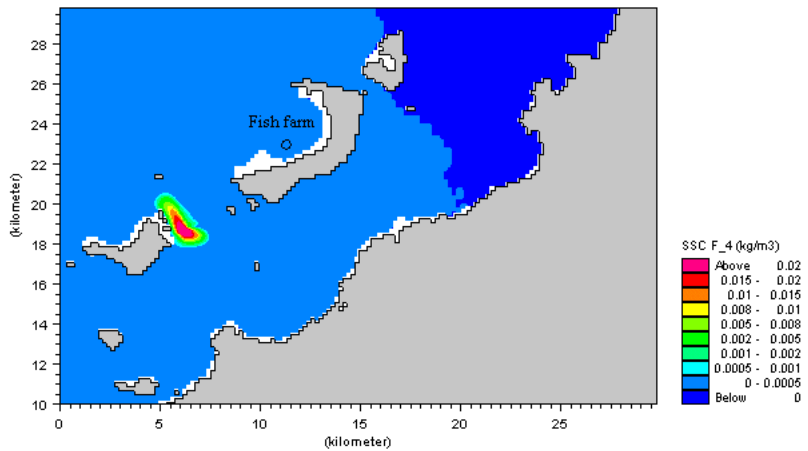 28
26
24
22
20
18
16
14
12
10
(kilometer)
Fish farm
0 5 10 15 20 25
(kilometer)
SSC F_4 (kg/m3)
Above 0.02
0.015 - 0.02
0.01 - 0.015
0.008 - 0.01
0.005 - 0.008
0.002 - 0.005
0.001 - 0.002
0.0005 - 0.001
0 - 0.0005
Below 0